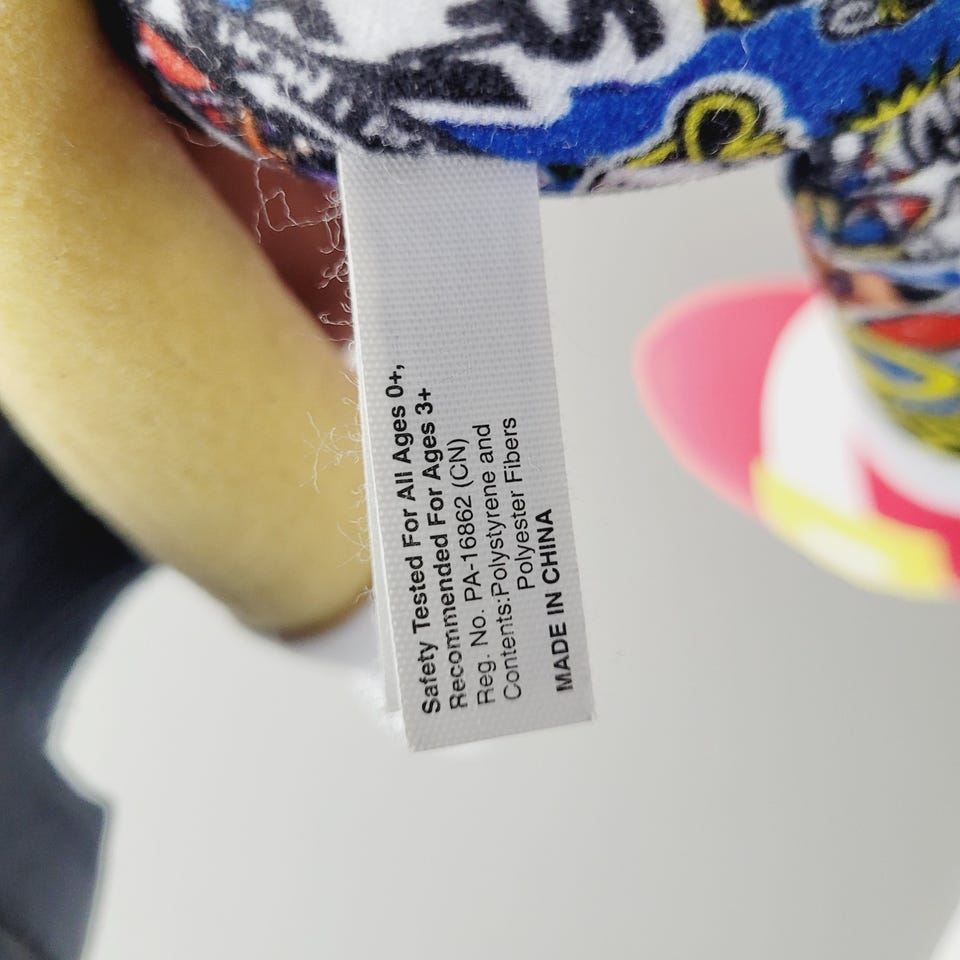 Safety Tested For All Ages 0+,
Recommended For Ages 3+
Reg. No. PA-16862 (CN)
Contents:Polystyrene and
Polyester Fibers
MADE IN CHINA